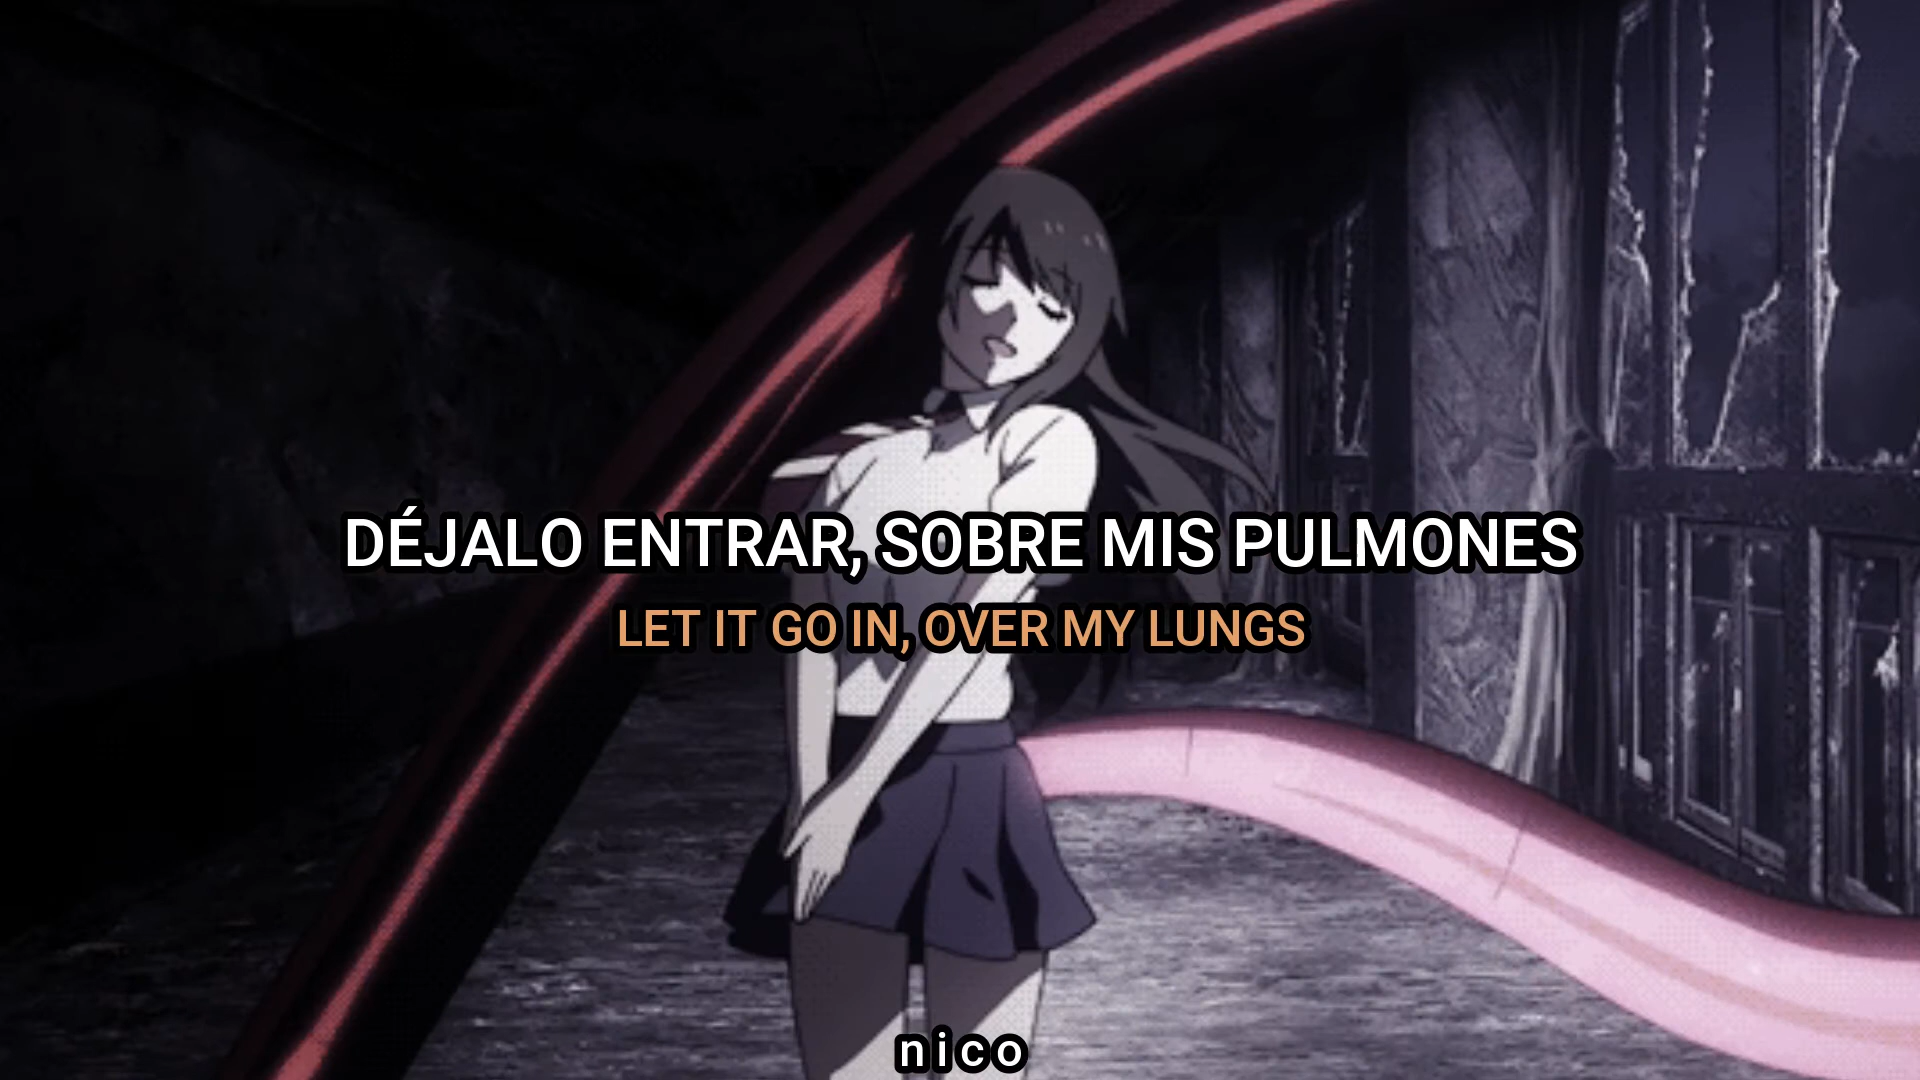 DÉJALO ENTRAR, SOBRE MIS PULMONES
LET IT GO IN, OVER MY LUNGS
nico